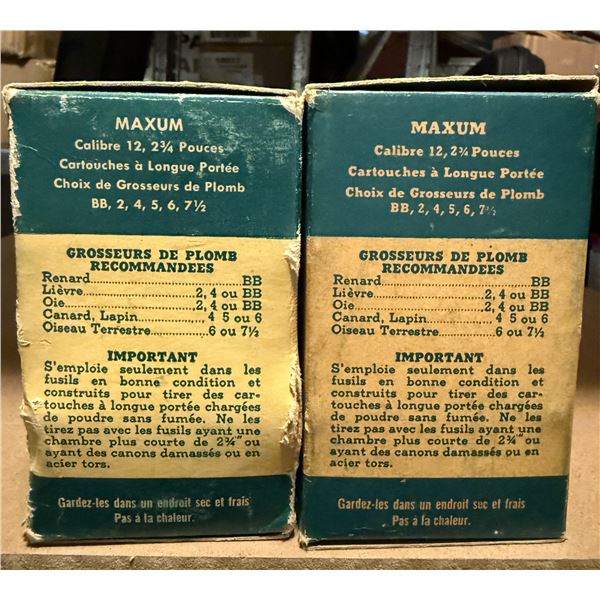 MAXUM
Calibre 12, 2¾ Pouces
Cartouches à Longue Portée
Choix de Grosseurs de Plomb
BB, 2, 4, 5, 6, 7½
GROSSEURS DE PLOMB
RECOMMANDEES
Renard..........BB
Lièvre..........2, 4 ou BB
Oie..........2, 4 ou BB
Canard, Lapin..........4 5 ou 6
Oiseau Terrestre..........6 ou 7½
IMPORTANT
S'emploie seulement dans les
fusils en bonne condition et
construits pour tirer des car-
touches à longue portée chargées
de poudre sans fumée. Ne les
tirez pas avec les fusils ayant une
chambre plus courte de 2¾" ou
ayant des canons damassés ou en
acier tors.
Gardez-les dans un endroit sec et frais
Pas à la chaleur.
MAXUM
Calibre 12, 2¾ Pouces
Cartouches à Longue Portée
Choix de Grosseurs de Plomb
BB, 2, 4, 5, 6, 7½
GROSSEURS DE PLOMB
RECOMMANDEES
Renard..........BB
Lièvre..........2, 4 ou BB
Oie..........2, 4 ou BB
Canard, Lapin..........4 5 ou 6
Oiseau Terrestre..........6 ou 7½
IMPORTANT
S'emploie seulement dans les
fusils en bonne condition et
construits pour tirer des car-
touches à longue portée chargées
de poudre sans fumée. Ne les
tirez pas avec les fusils ayant une
chambre plus courte de 2¾" ou
ayant des canons damassés ou en
acier tors.
Gardez-les dans un endroit sec et frais
Pas à la chaleur.